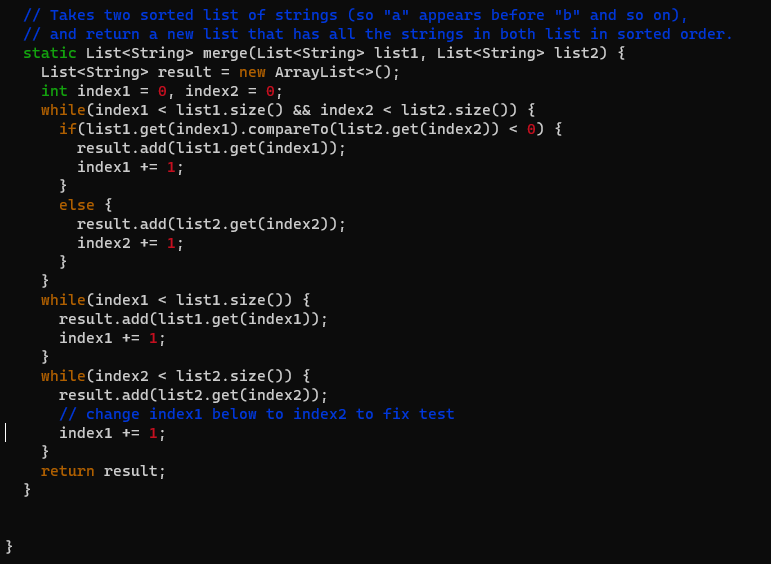 // Takes two sorted list of strings (so "a" appears before "b" and so on),
// and return a new list that has all the strings in both list in sorted order.
static List<String> merge(List<String> list1, List<String> list2) {
  List<String> result = new ArrayList<>();
  int index1 = 0, index2 = 0;
  while(index1 < list1.size() && index2 < list2.size()) {
    if(list1.get(index1).compareTo(list2.get(index2)) < 0) {
      result.add(list1.get(index1));
      index1 += 1;
    }
    else {
      result.add(list2.get(index2));
      index2 += 1;
    }
  }
  while(index1 < list1.size()) {
    result.add(list1.get(index1));
    index1 += 1;
  }
  while(index2 < list2.size()) {
    result.add(list2.get(index2));
    // change index1 below to index2 to fix test
    index1 += 1;
  }
  return result;
}
}